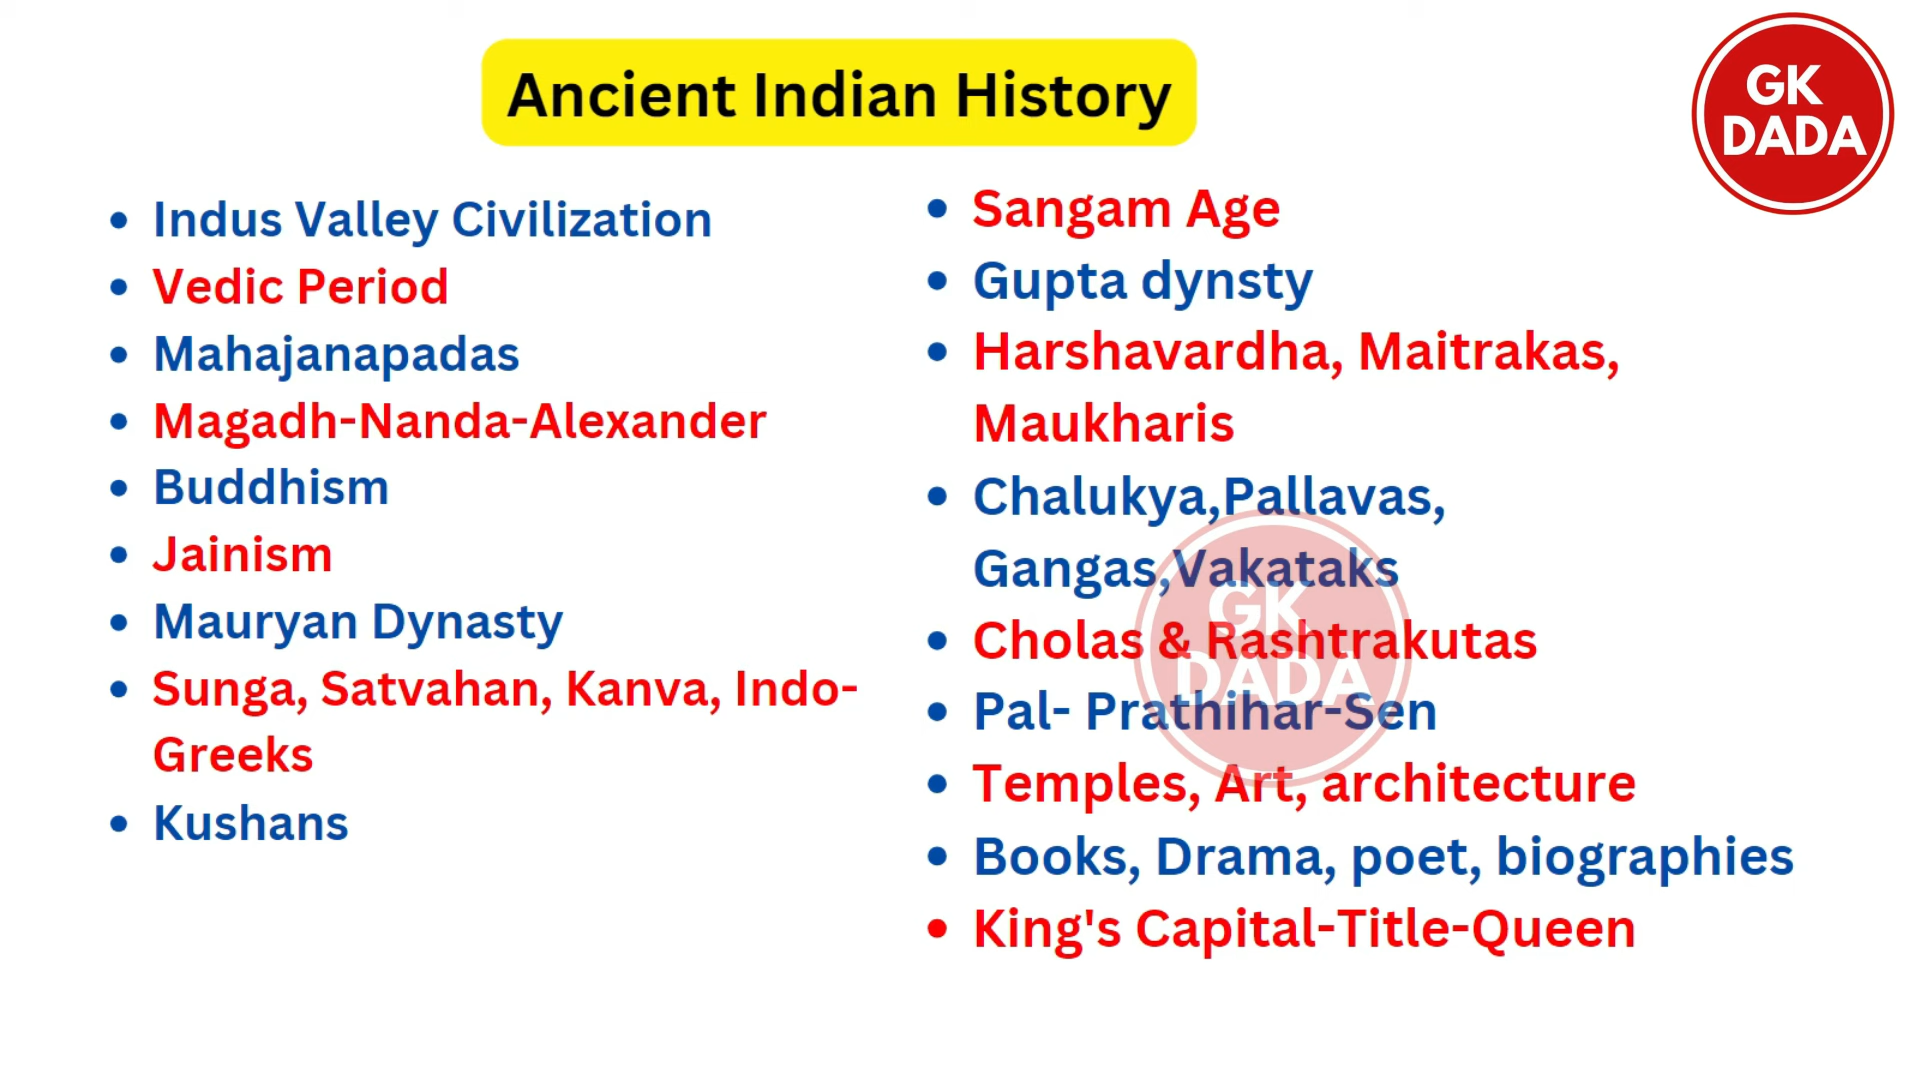 Ancient Indian History
GK
DADA
Indus Valley Civilization
Vedic Period
Mahajanapadas
Magadh-Nanda-Alexander
Buddhism
Jainism
Mauryan Dynasty
Sunga, Satvahan, Kanva, Indo-
Greeks
Kushans
Sangam Age
Gupta dynsty
Harshavardha, Maitrakas,
Maukharis
Chalukya,Pallavas,
Gangas,Vakataks
Cholas & Rashtrakutas
Pal- Prathihar-Sen
Temples, Art, architecture
Books, Drama, poet, biographies
King's Capital-Title-Queen
GK
DADA